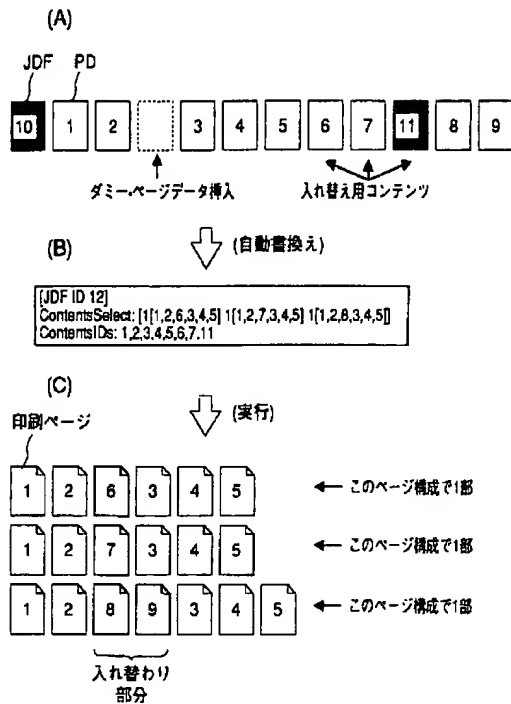 (A)
JDF PD
10 1 2 3 4 5 6 7 11 8 9
ダミー・ページデータ挿入 入れ替え用コンテンツ
(B) (自動書換え)
[JDF ID 12]
ContentsSelect: [1[1,2,6,3,4,5] 1[1,2,7,3,4,5] 1[1,2,8,3,4,5]]
ContentsIDs: 1,2,3,4,5,6,7,11
(C) (実行)
印刷ページ
1 2 6 3 4 5 ← このページ構成で1部
1 2 7 3 4 5 ← このページ構成で1部
1 2 8 9 3 4 5 ← このページ構成で1部
入れ替わり
部分